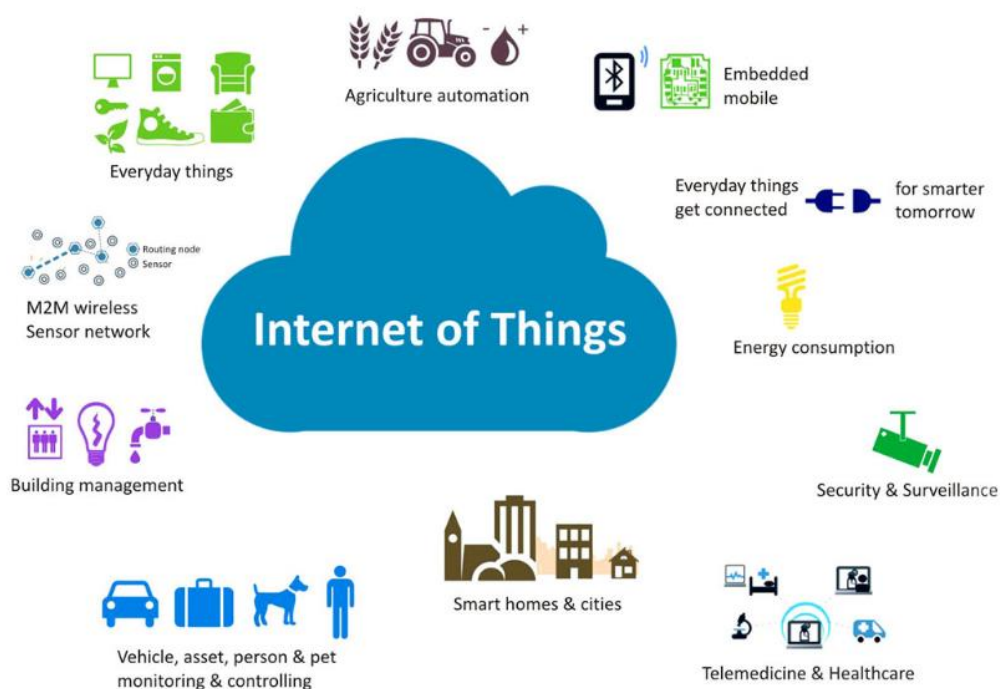 Agriculture automation
Embedded
mobile
Everyday things
Everyday things
get connected
for smarter
tomorrow
Routing node
Sensor
M2M wireless
Sensor network
Internet of Things
Energy consumption
Building management
Security & Surveillance
Smart homes & cities
Vehicle, asset, person & pet
monitoring & controlling
Telemedicine & Healthcare